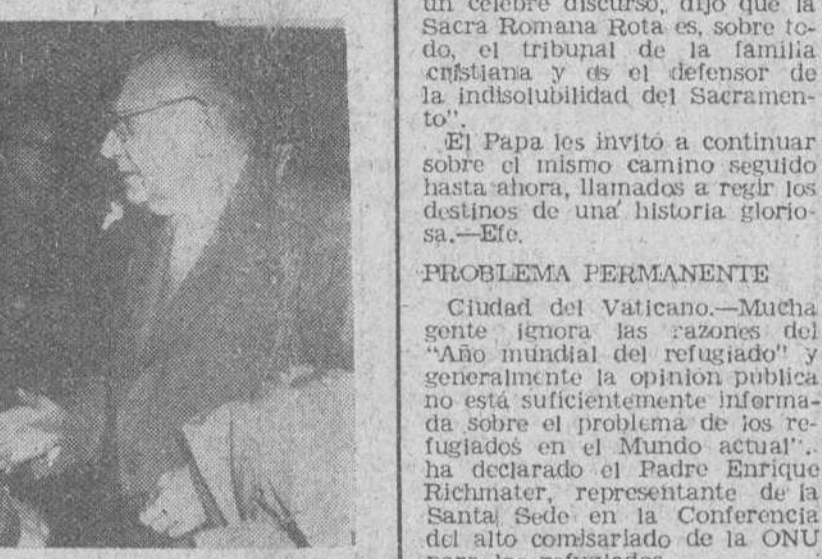 un célebre discurso, dijo que la
Sacra Romana Rota es, sobre to-
do, el tribunal de la familia
cristiana y es el defensor de
la indisolubilidad del Sacramen-
to".
El Papa les invitó a continuar
sobre el mismo camino seguido
hasta ahora, llamados a regir los
destinos de una historia glorio-
sa.—Efe.
PROBLEMA PERMANENTE
Ciudad del Vaticano.—Mucha
gente ignora las razones del
"Año mundial del refugiado" y
generalmente la opinión pública
no está suficientemente informa-
da sobre el problema de los re-
fugiados en el Mundo actual".
ha declarado el Padre Enrique
Richmater, representante de la
Santa Sede en la Conferencia
del alto comisariado de la ONU
para los refugiados